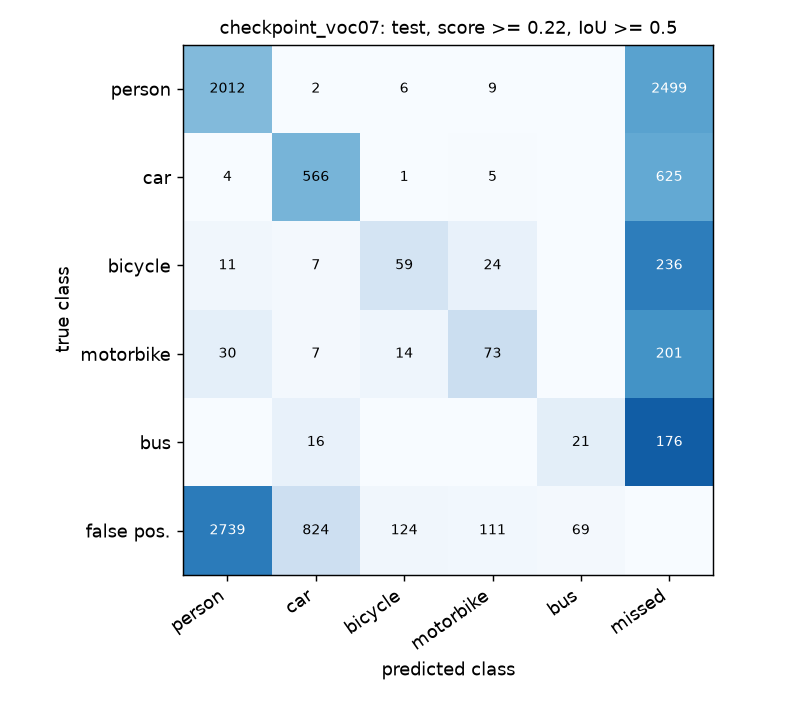 checkpoint_voc07: test, score >= 0.22, IoU >= 0.5
person 2012 2 6 9 2499
car 4 566 1 5 625
bicycle 11 7 59 24 236
motorbike 30 7 14 73 201
bus 16 21 176
false pos. 2739 824 124 111 69
true class
person car bicycle motorbike bus missed
predicted class